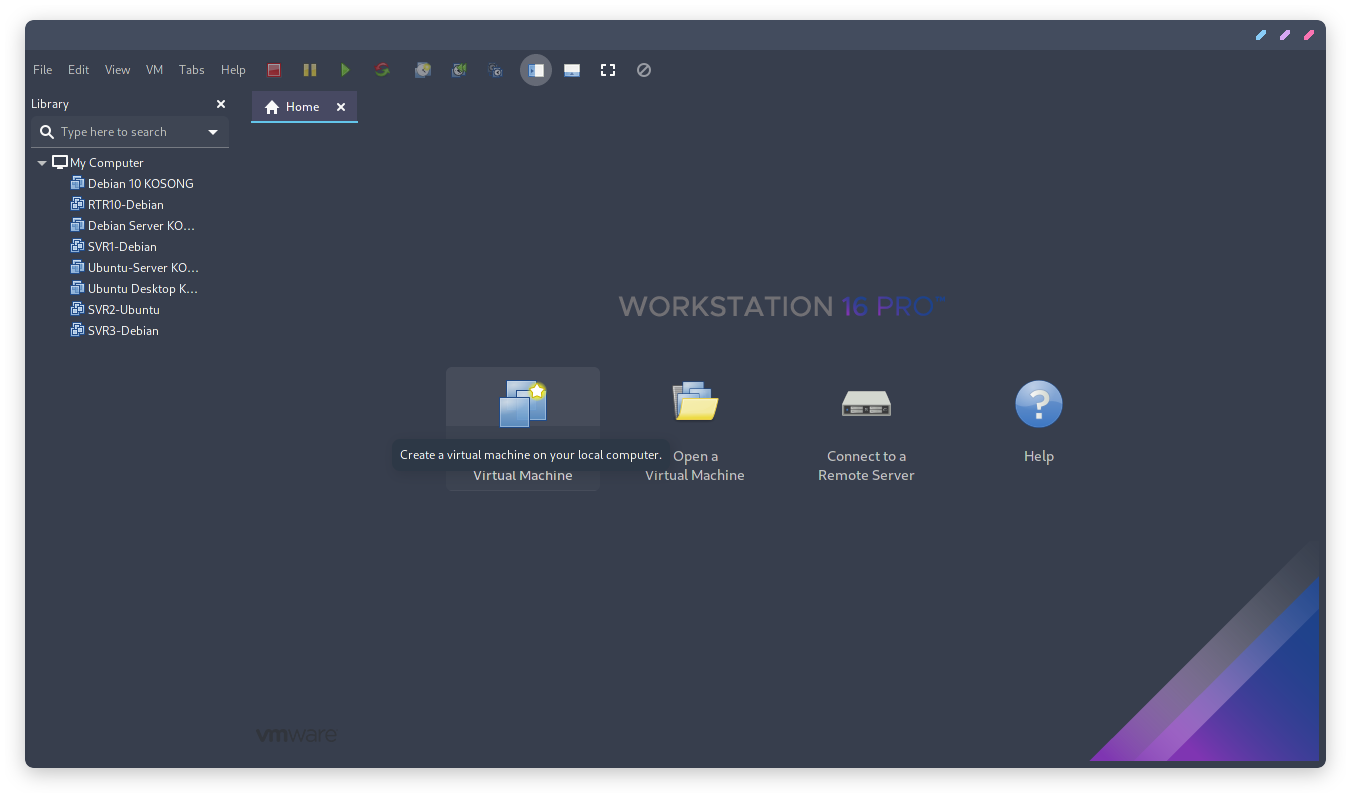 File Edit View VM Tabs Help
Library
Home
Type here to search
My Computer
Debian 10 KOSONG
RTR10-Debian
Debian Server KO...
SVR1-Debian
Ubuntu-Server KO...
Ubuntu Desktop K...
SVR2-Ubuntu
SVR3-Debian
WORKSTATION 16 PRO™
Create a virtual machine on your local computer.
Virtual Machine
Open a
Virtual Machine
Connect to a
Remote Server
Help
vmware